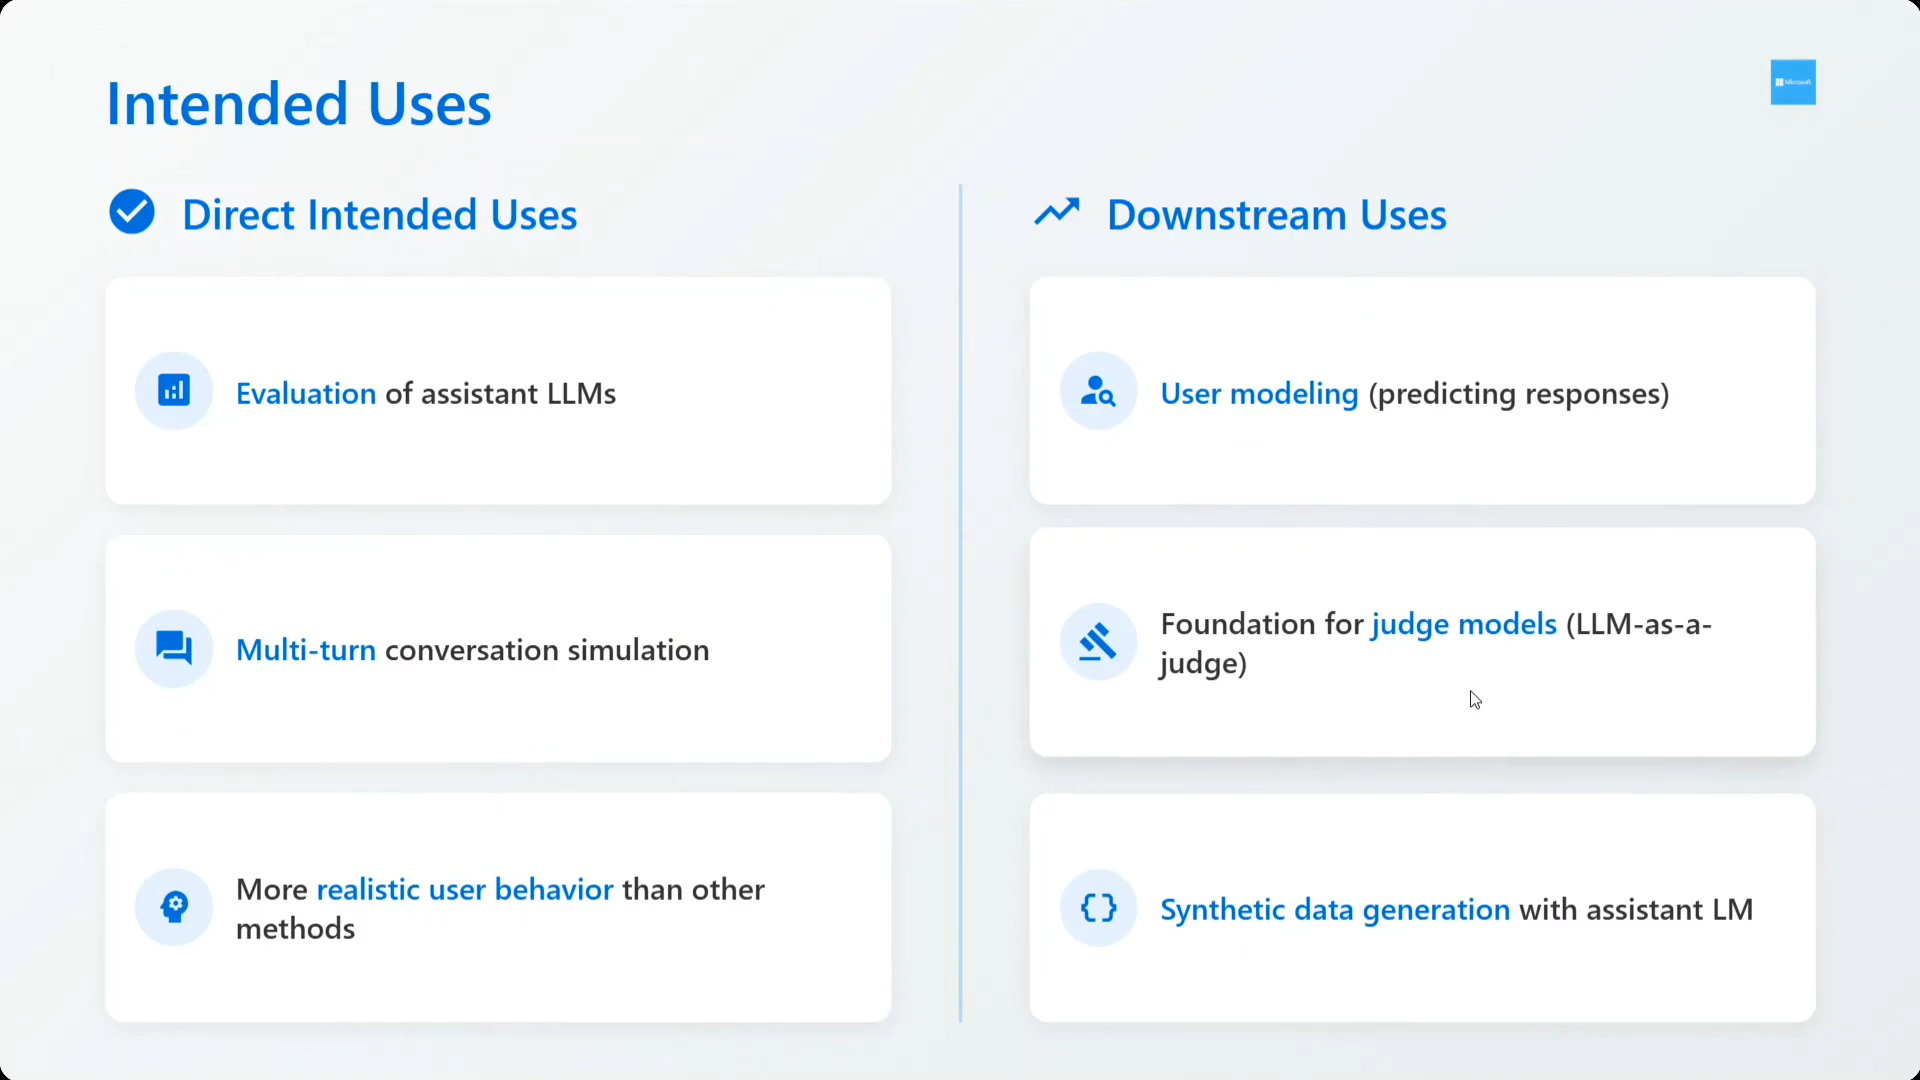 Intended Uses
Microsoft
Direct Intended Uses
Evaluation of assistant LLMs
Multi-turn conversation simulation
More realistic user behavior than other
methods
Downstream Uses
User modeling (predicting responses)
Foundation for judge models (LLM-as-a-
judge)
Synthetic data generation with assistant LM